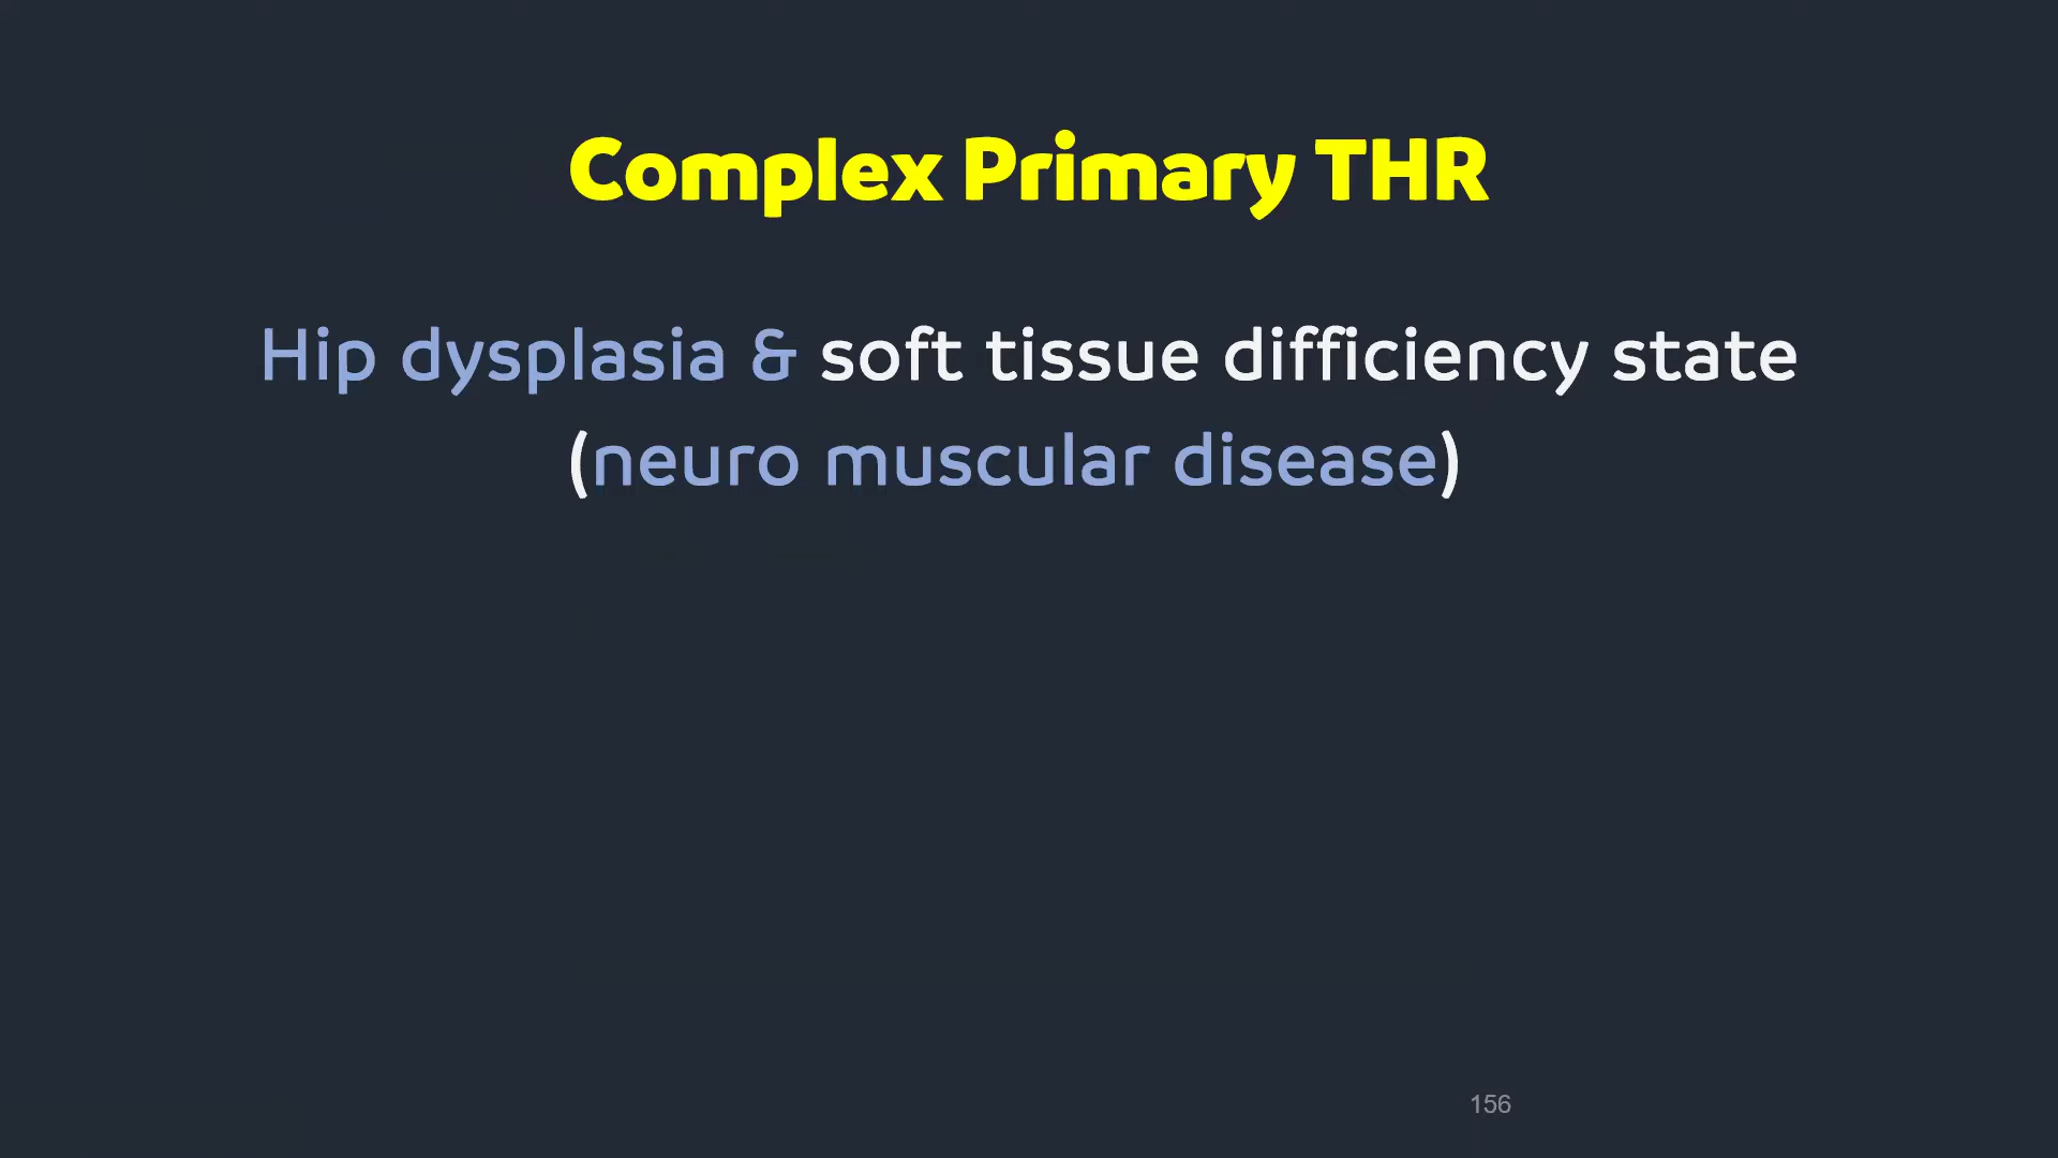 Complex Primary THR
Hip dysplasia & soft tissue difficiency state
(neuro muscular disease)
156